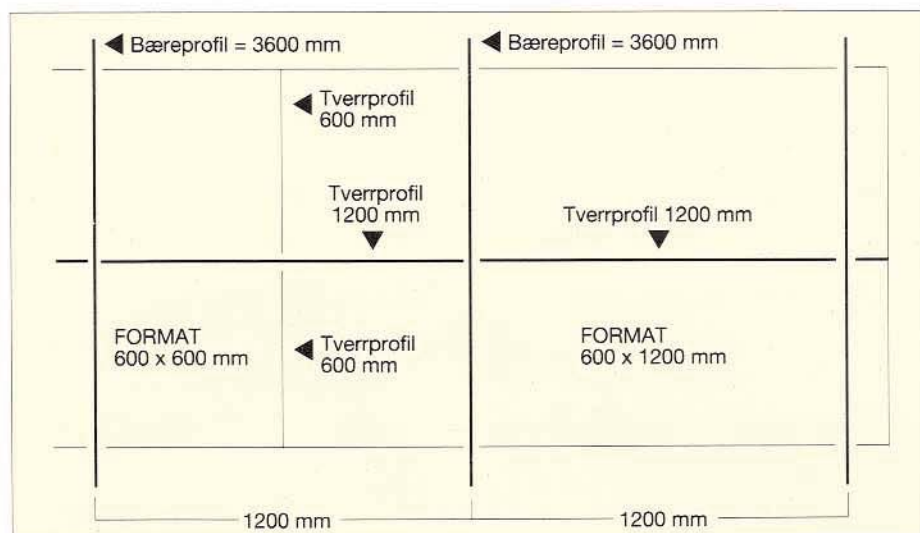 Bæreprofil = 3600 mm
Bæreprofil = 3600 mm
Tverrprofil
600 mm
Tverrprofil
1200 mm
Tverrprofil 1200 mm
FORMAT
600 x 600 mm
Tverrprofil
600 mm
FORMAT
600 x 1200 mm
1200 mm
1200 mm